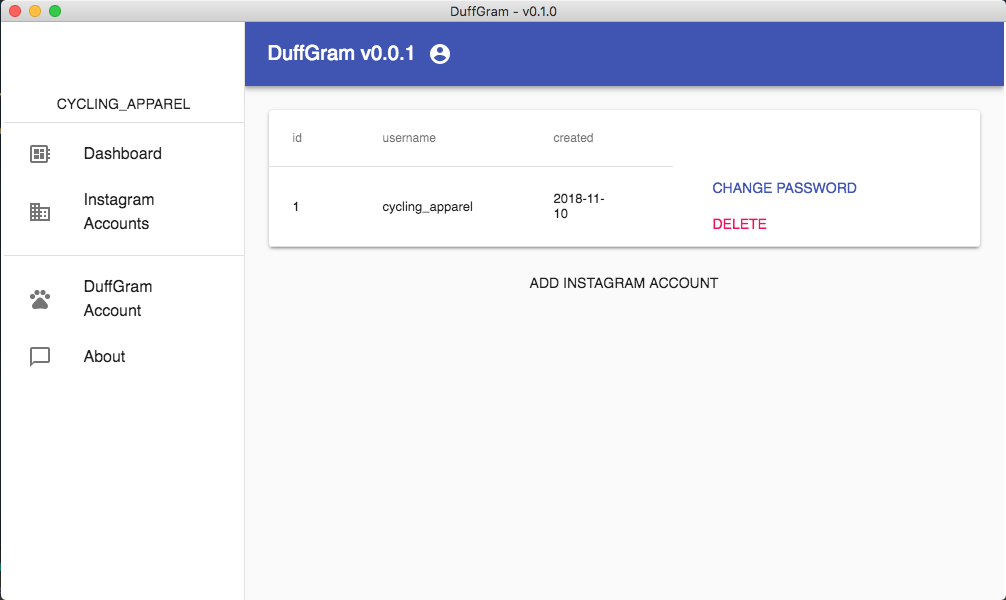 DuffGram - v0.1.0
DuffGram v0.0.1
CYCLING_APPAREL
Dashboard
Instagram
Accounts
DuffGram
Account
About
id username created
1 cycling_apparel 2018-11-
10
CHANGE PASSWORD
DELETE
ADD INSTAGRAM ACCOUNT